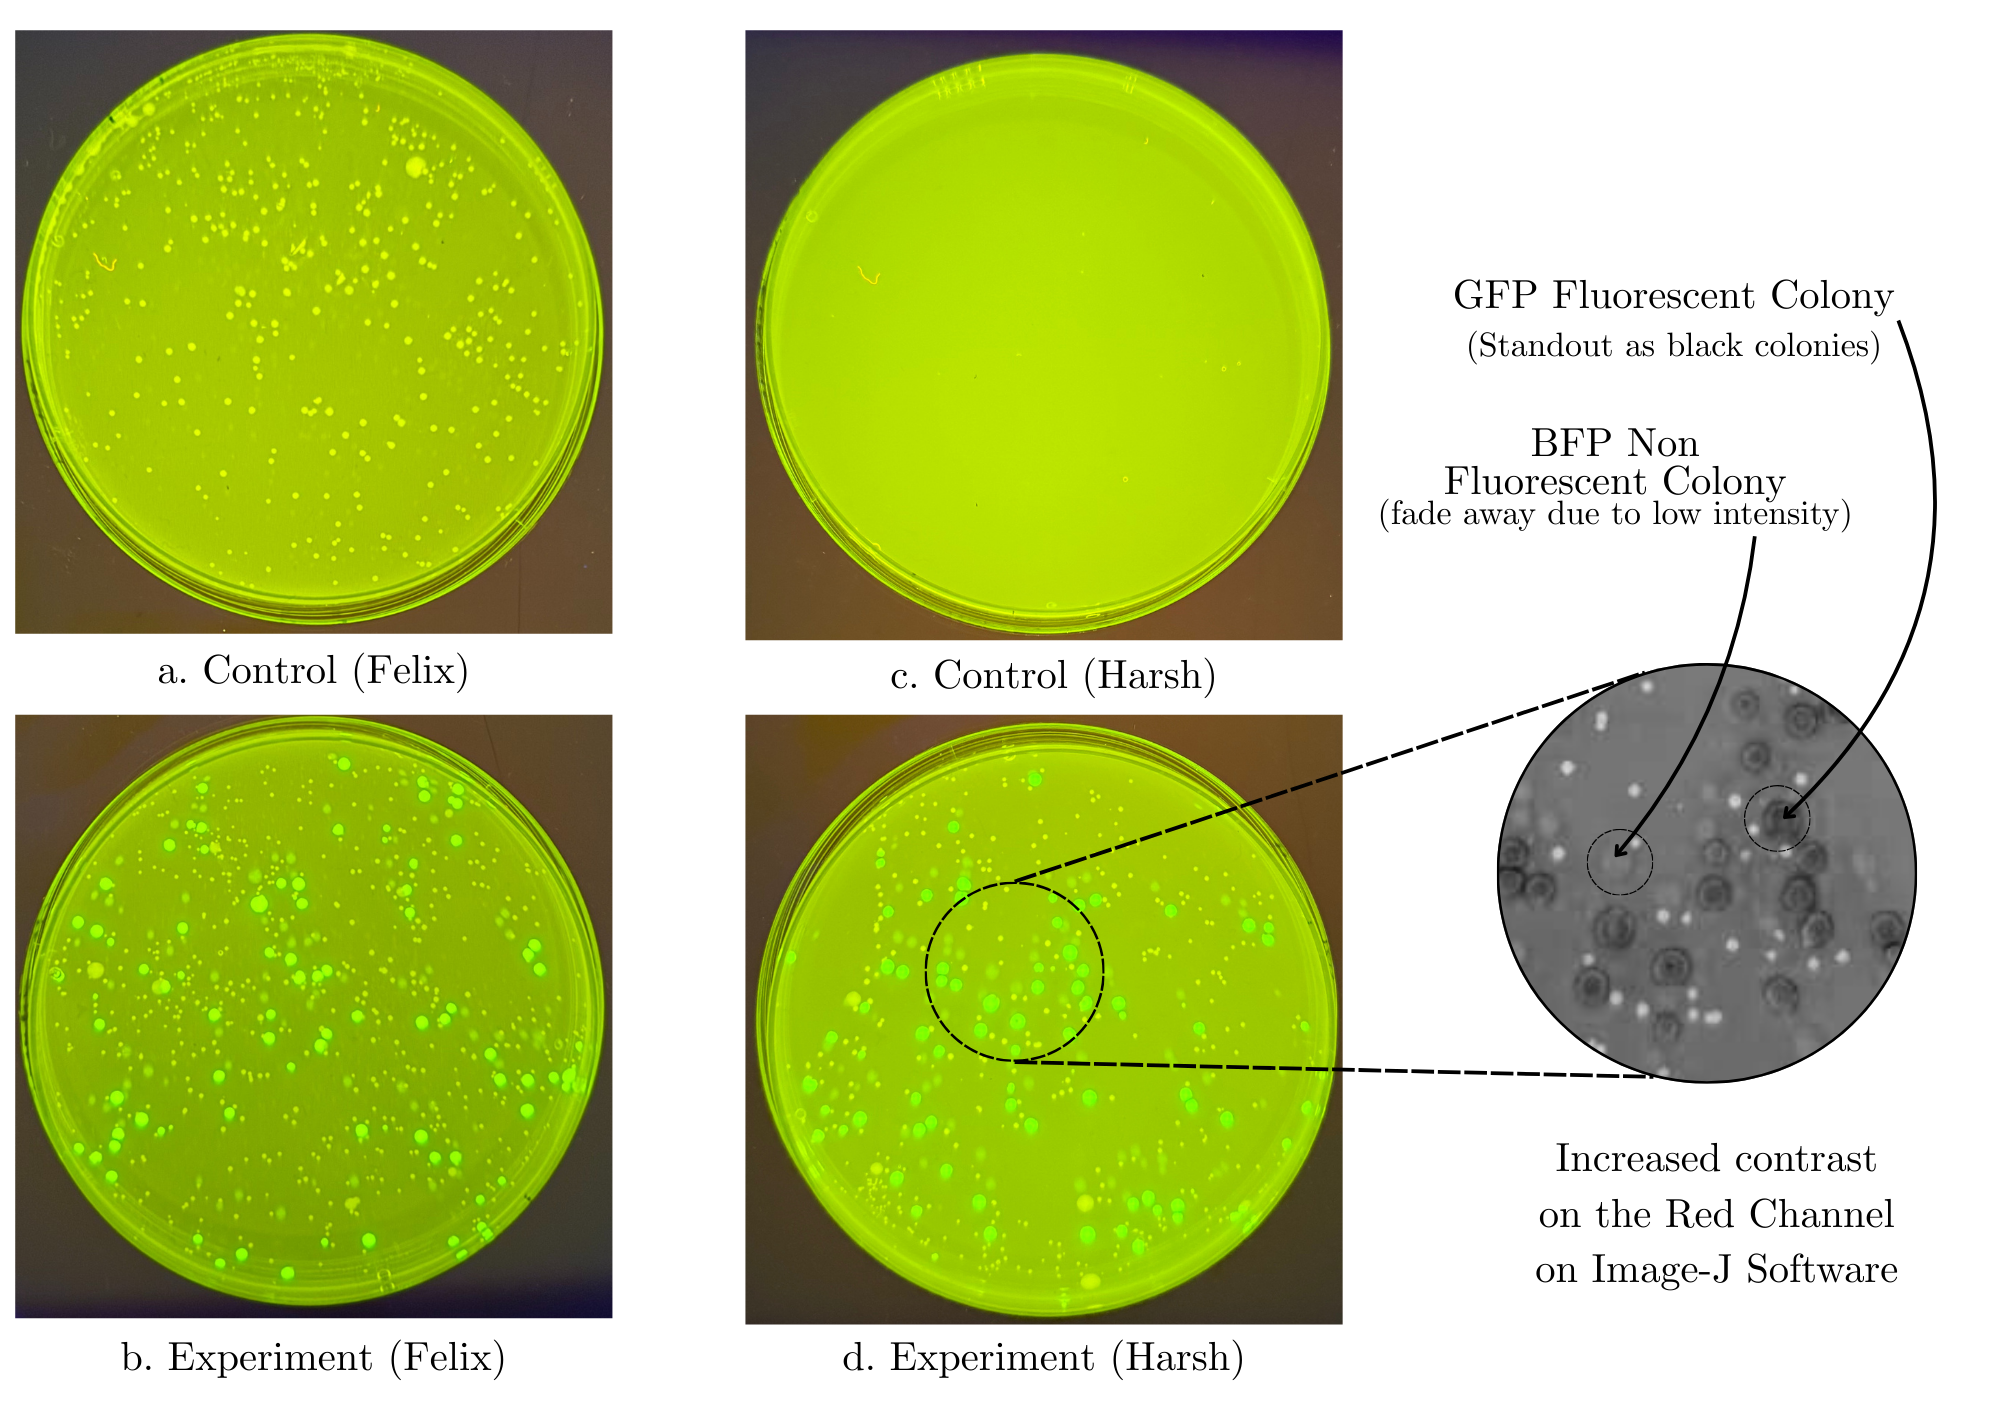 a. Control (Felix)
c. Control (Harsh)
b. Experiment (Felix)
d. Experiment (Harsh)
GFP Fluorescent Colony
(Standout as black colonies)
BFP Non
Fluorescent Colony
(fade away due to low intensity)
Increased contrast
on the Red Channel
on Image-J Software